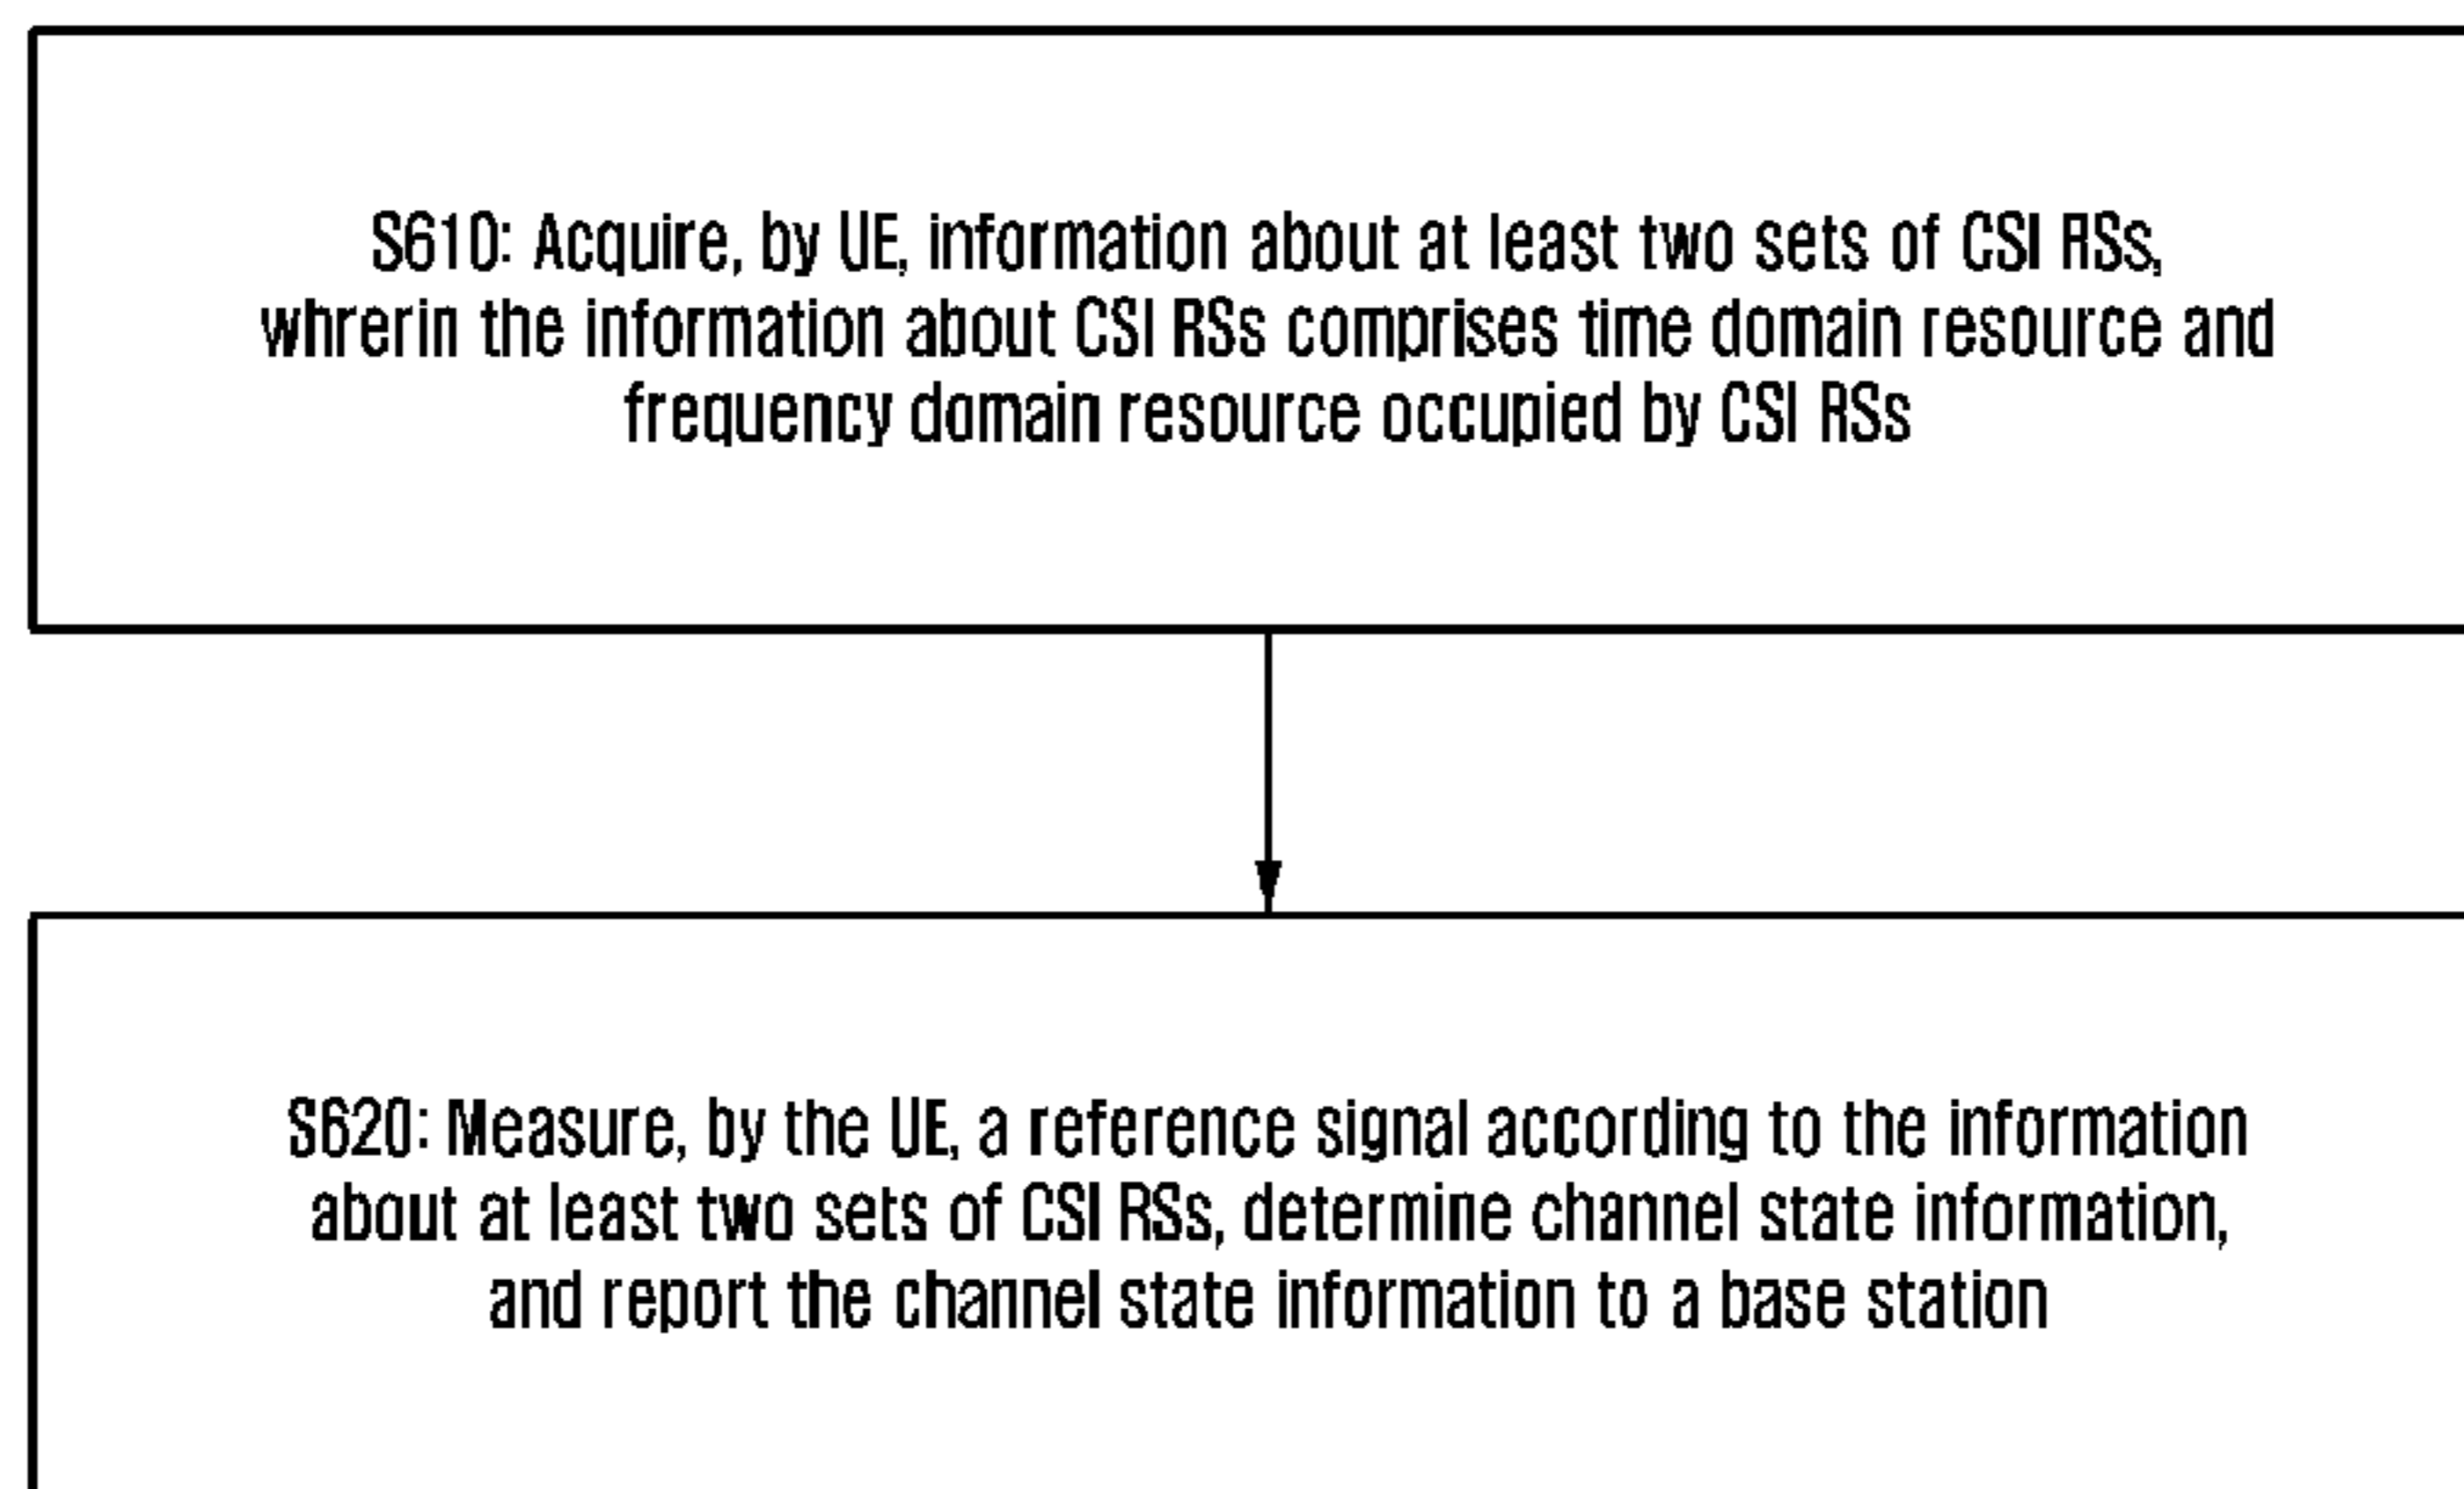 S610: Acquire, by UE, information about at least two sets of CSI RSs,
whrerin the information about CSI RSs comprises time domain resource and
frequency domain resource occupied by CSI RSs
S620: Measure, by the UE, a reference signal according to the information
about at least two sets of CSI RSs, determine channel state information,
and report the channel state information to a base station